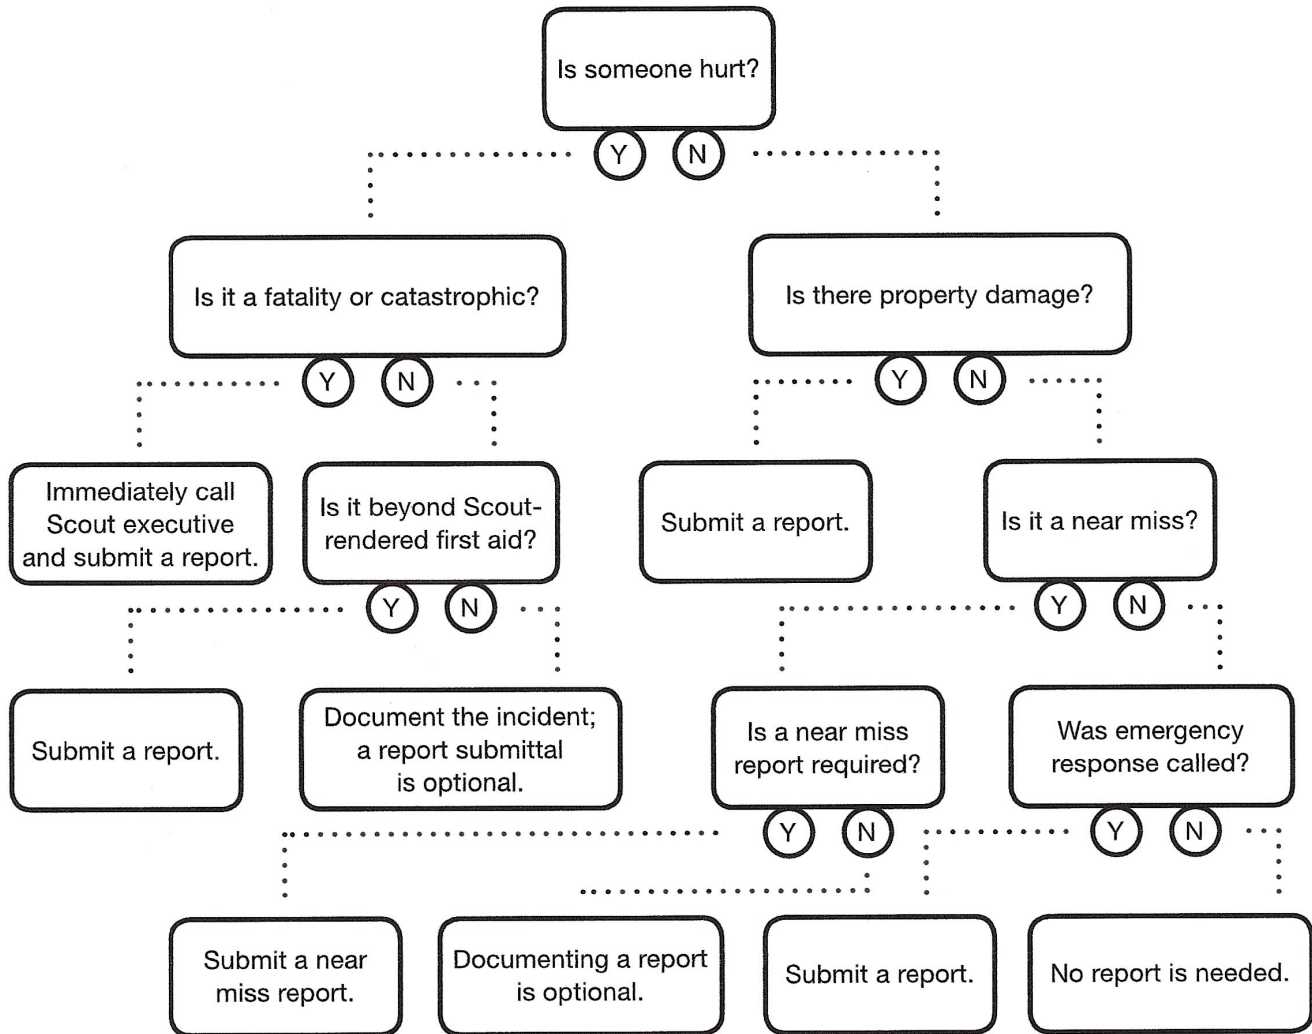 Is someone hurt?
Y N
Is it a fatality or catastrophic?
Is there property damage?
Y N
Y N
Immediately call
Scout executive
and submit a report.
Is it beyond Scout-
rendered first aid?
Submit a report.
Is it a near miss?
Y N
Y N
Submit a report.
Document the incident;
a report submittal
is optional.
Is a near miss
report required?
Was emergency
response called?
Y N
Y N
Submit a near
miss report.
Documenting a report
is optional.
Submit a report.
No report is needed.